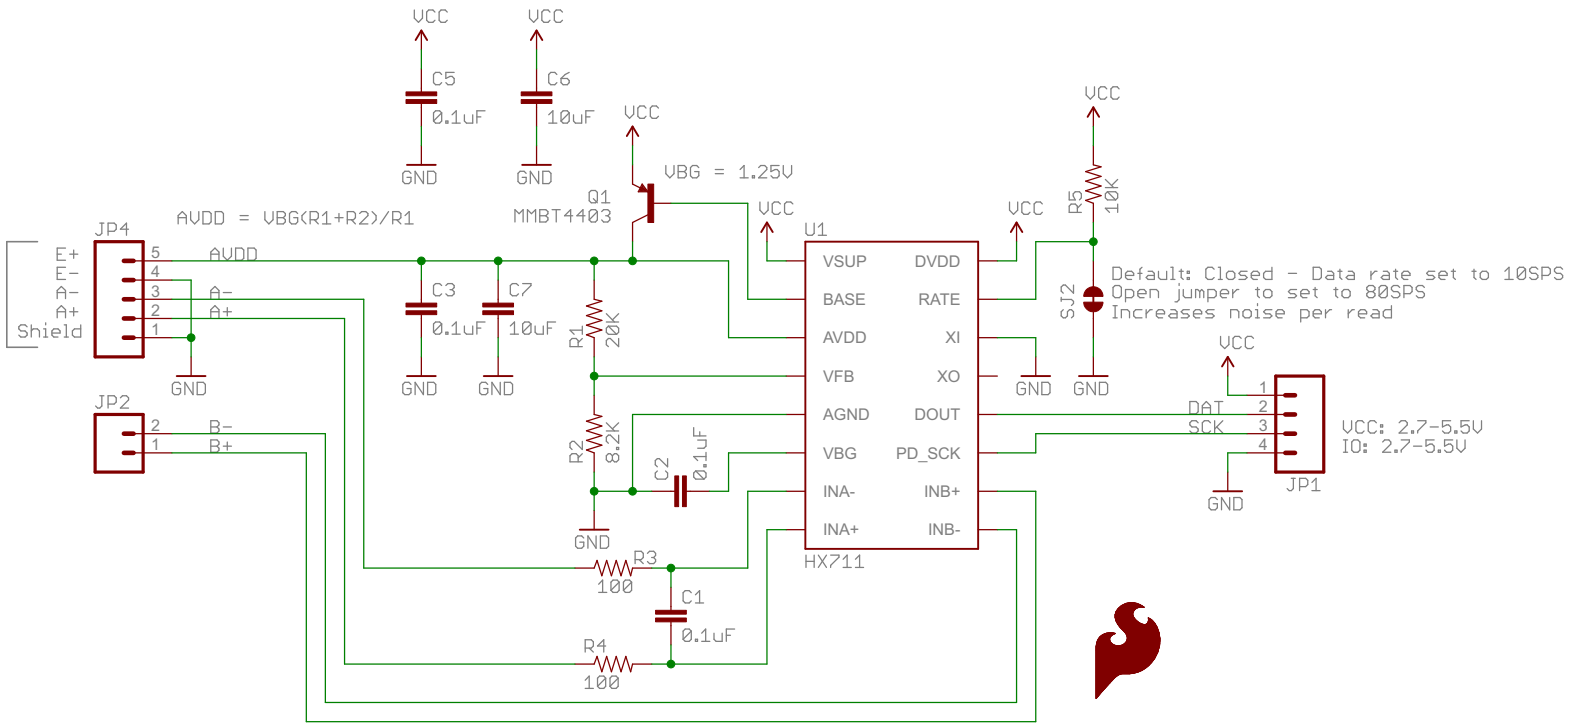 VCC
VCC
C5
0.1uF
GND
C6
10uF
GND
VCC
VBG = 1.25V
Q1
MMBT4403
AVDD = VBG(R1+R2)/R1
JP4
E+
E-
A-
A+
Shield
5
4
3
2
1
AVDD
A-
A+
GND
C3
0.1uF
GND
C7
10uF
GND
R1
20K
R2
8.2K
GND
C2
0.1uF
JP2
2
1
B-
B+
R3
100
C1
0.1uF
R4
100
VCC
U1
VSUP
BASE
AVDD
VFB
AGND
VBG
INA-
INA+
DVDD
RATE
XI
XO
DOUT
PD_SCK
INB+
INB-
HX711
VCC
GND
VCC
R5
10K
SJ2
GND
Default: Closed - Data rate set to 10SPS
Open jumper to set to 80SPS
Increases noise per read
VCC
DAT
SCK
1
2
3
4
GND
JP1
VCC: 2.7-5.5V
IO: 2.7-5.5V